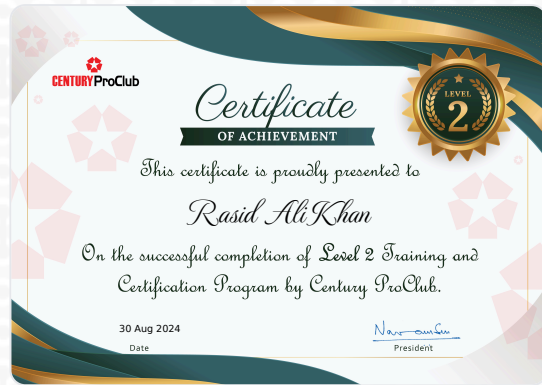 CENTURY ProClub
LEVEL
2
Certificate
OF ACHIEVEMENT
This certificate is proudly presented to
Rasid Ali Khan
On the successful completion of Level 2 Training and
Certification Program by Century ProClub.
30 Aug 2024
Date
President